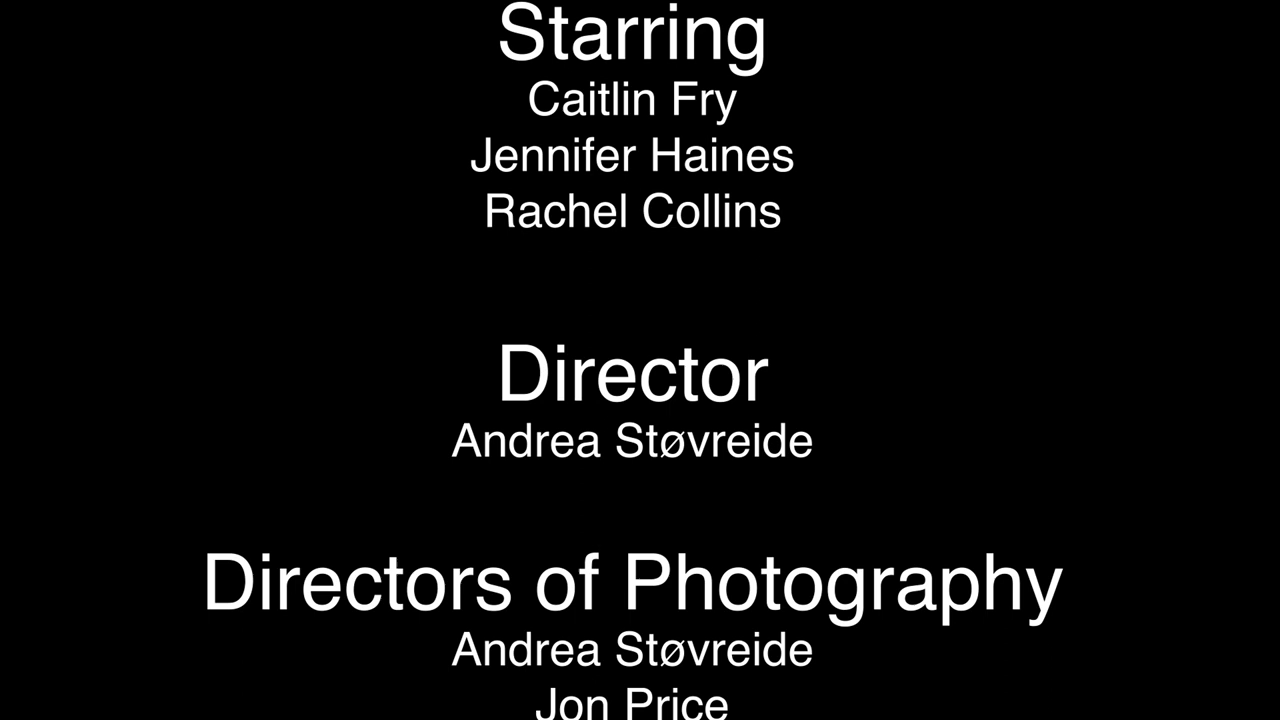 Starring
Caitlin Fry
Jennifer Haines
Rachel Collins
Director
Andrea Støvreide
Directors of Photography
Andrea Støvreide
Jon Price